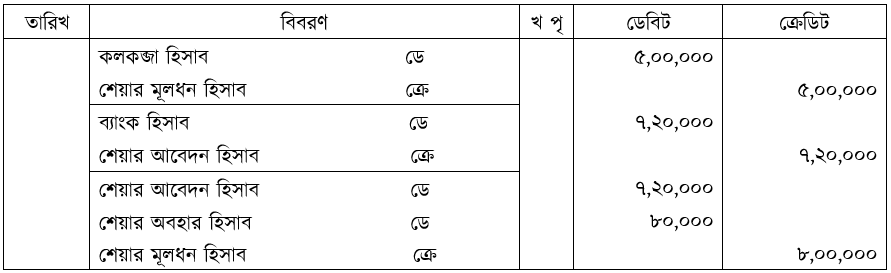 তারিখ বিবরণ খ পৃ ডেবিট ক্রেডিট
কলকব্জা হিসাব ডে ৫,০০,০০০
শেয়ার মূলধন হিসাব ক্রে ৫,০০,০০০
ব্যাংক হিসাব ডে ৭,২০,০০০
শেয়ার আবেদন হিসাব ক্রে ৭,২০,০০০
শেয়ার আবেদন হিসাব ডে ৭,২০,০০০
শেয়ার অবহার হিসাব ডে ৮০,০০০
শেয়ার মূলধন হিসাব ক্রে ৮,০০,০০০